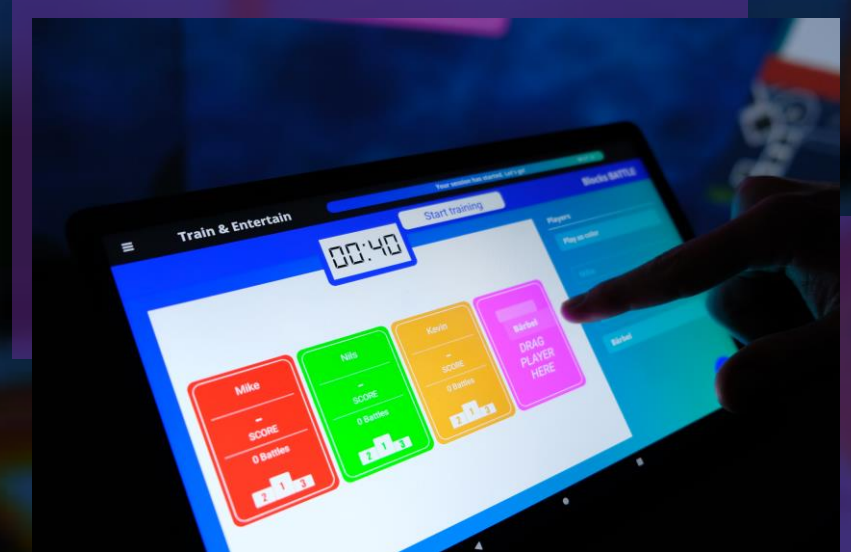 Your session has started. Let's go!
Train & Entertain
Start training
Blocks BATTLE
00:40
Players
Play as color
Mike
–
SCORE
0 Battles
2 1 3
Nils
–
SCORE
0 Battles
2 1 3
Kevin
–
SCORE
0 Battles
2 1 3
Bärbel
DRAG
PLAYER
HERE
Bärbel